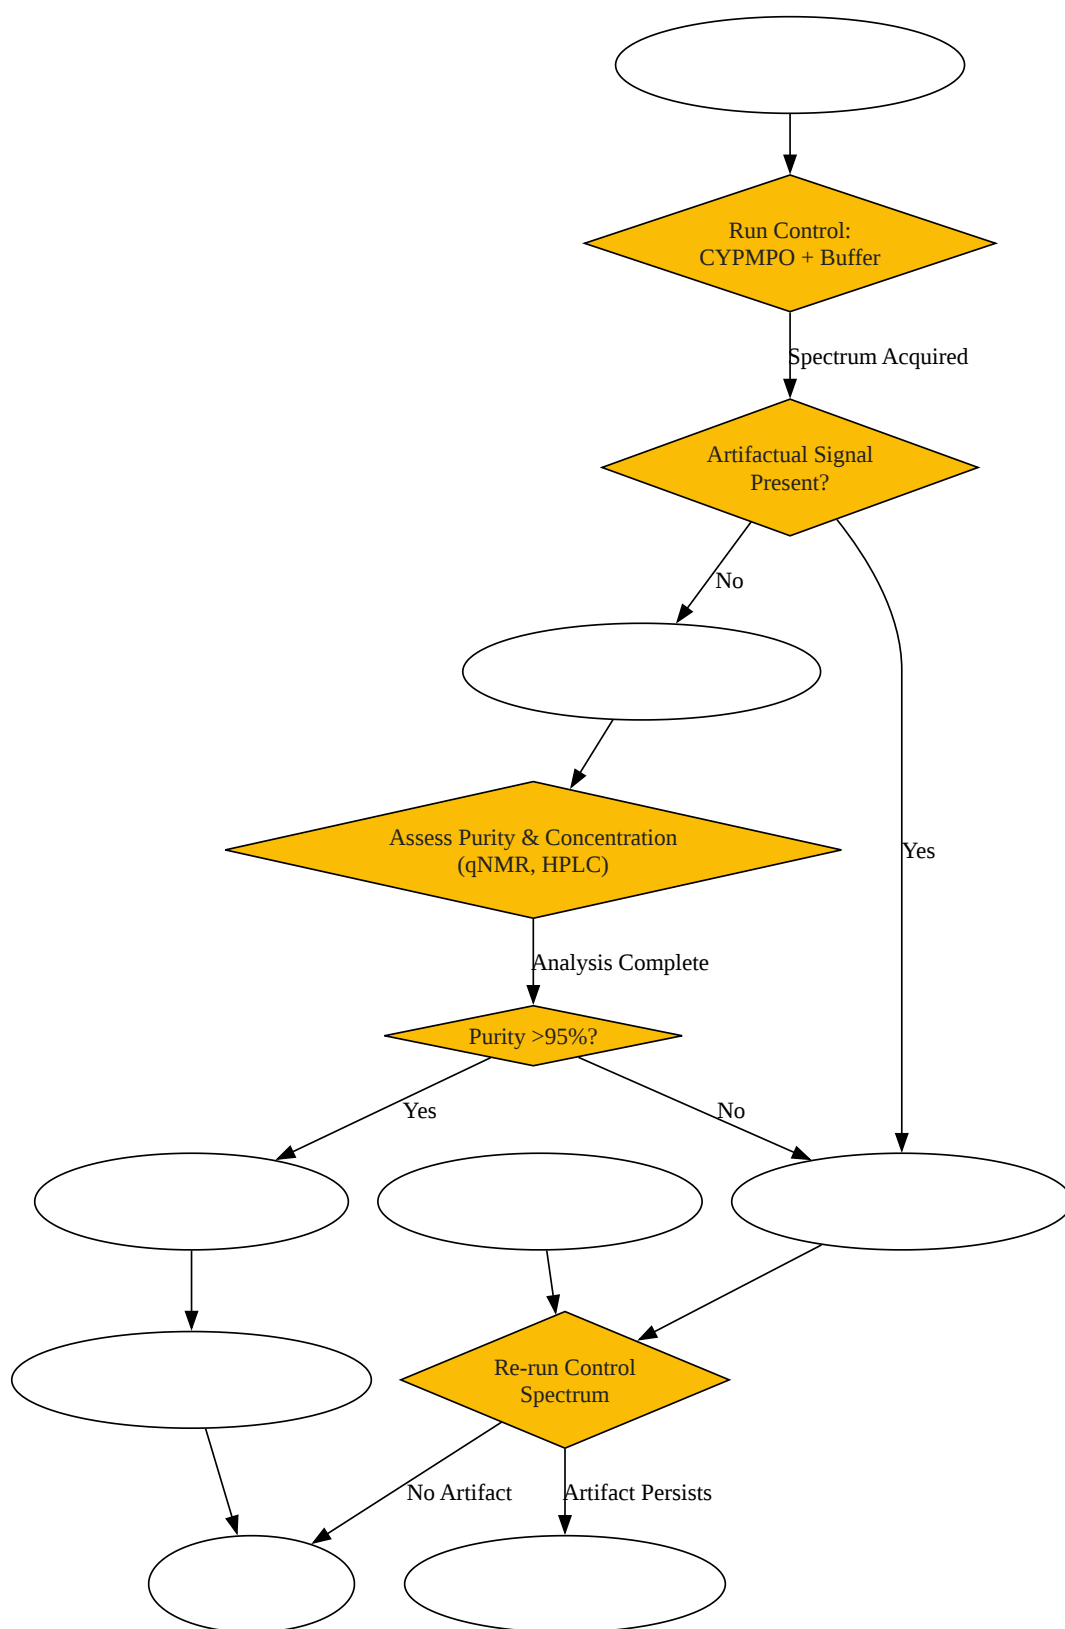 Run Control:
CYPMPO + Buffer
Spectrum Acquired
Artifactual Signal
Present?
No
Assess Purity & Concentration
(qNMR, HPLC)
Yes
Analysis Complete
Purity >95%?
Yes
No
Re-run Control
Spectrum
No Artifact
Artifact Persists